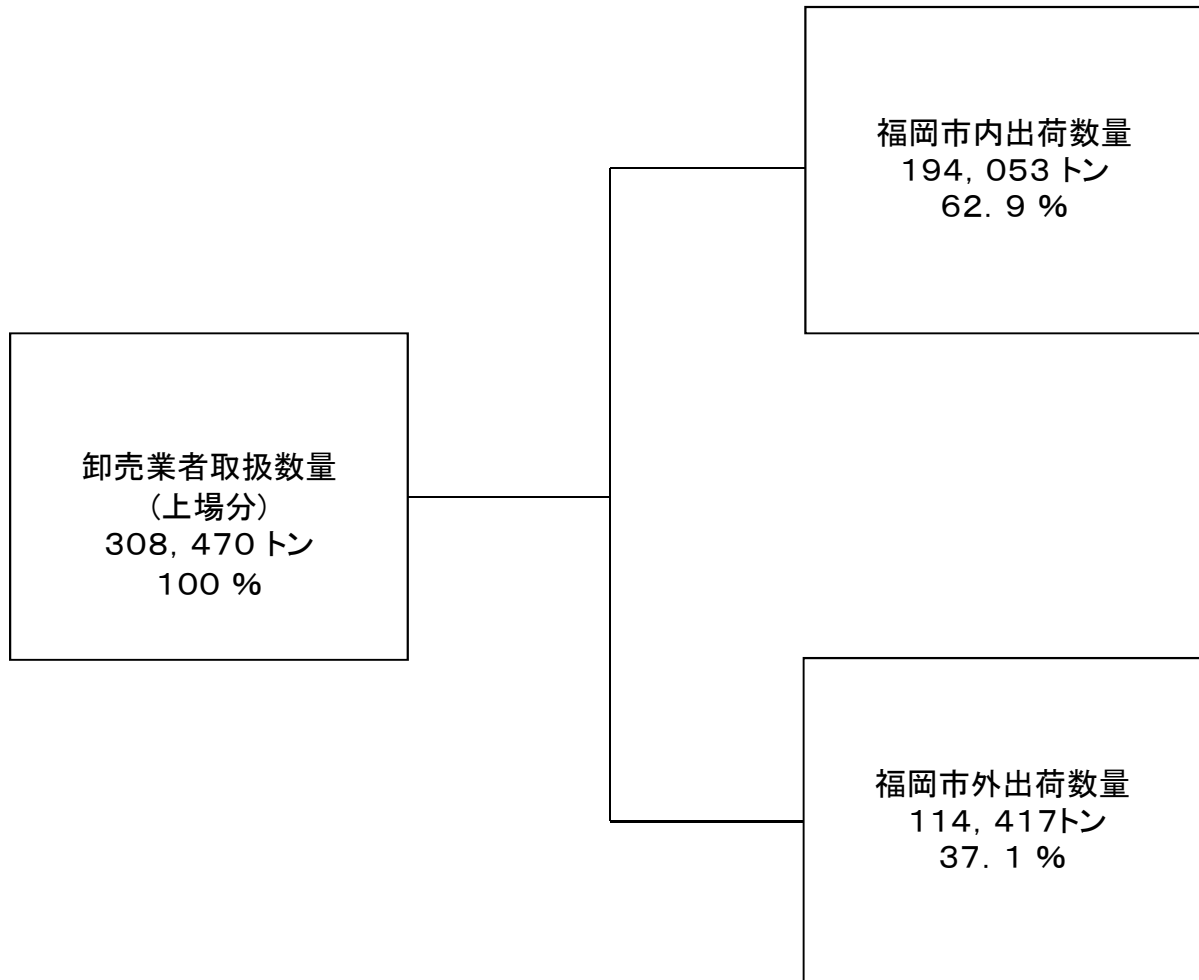 福岡市内出荷数量
194, 053 トン
62. 9 %
卸売業者取扱数量
(上場分)
308, 470 トン
100 %
福岡市外出荷数量
114, 417トン
37. 1 %